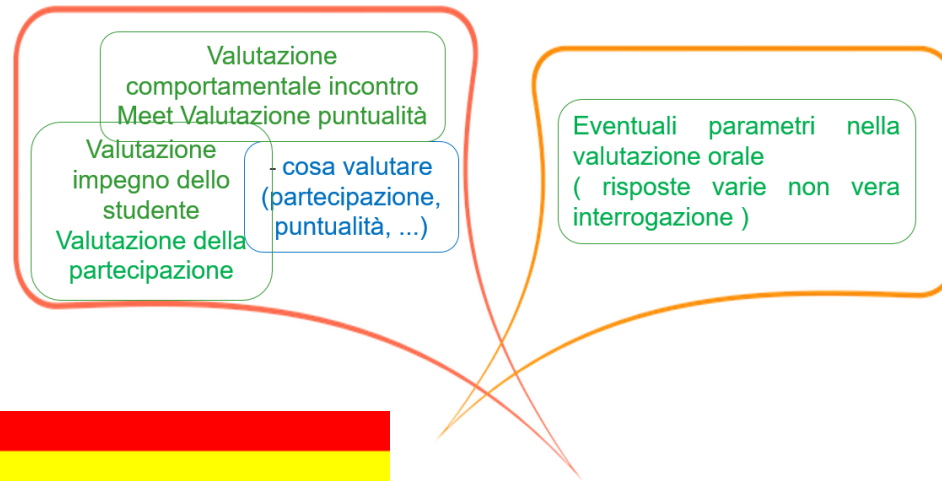 Valutazione
comportamentale incontro
Meet Valutazione puntualità
Valutazione
impegno dello
studente
Valutazione della
partecipazione
- cosa valutare
(partecipazione,
puntualità, ...)
Eventuali parametri nella
valutazione orale
( risposte varie non vera
interrogazione )